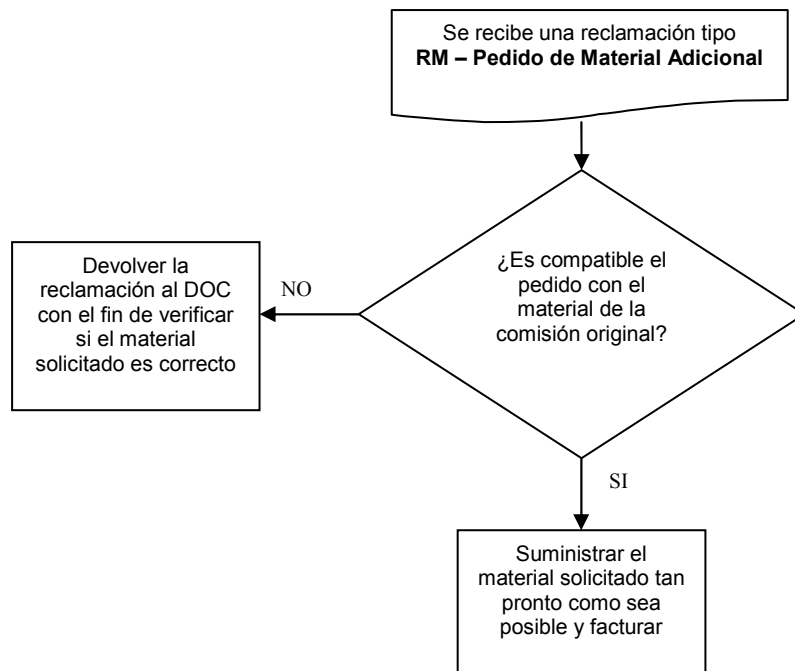 Se recibe una reclamación tipo
RM – Pedido de Material Adicional
¿Es compatible el
pedido con el
material de la
comisión original?
NO
Devolver la
reclamación al DOC
con el fin de verificar
si el material
solicitado es correcto
SI
Suministrar el
material solicitado tan
pronto como sea
posible y facturar